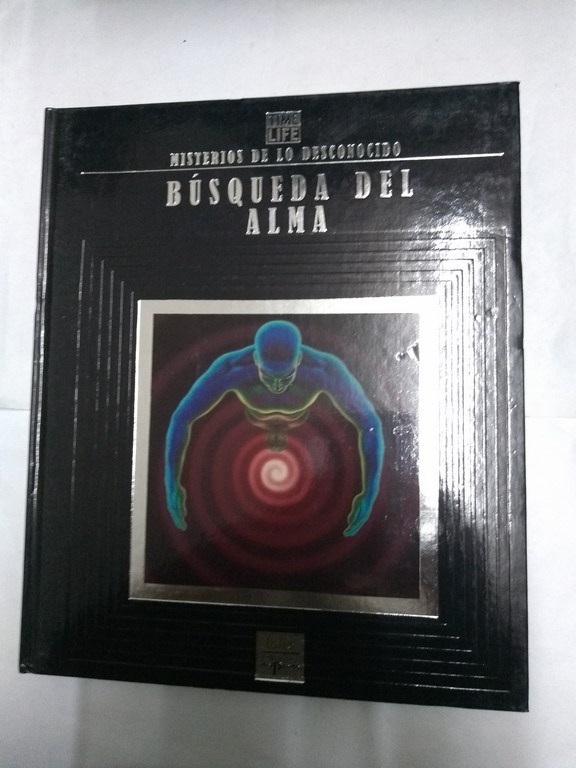 TIME
LIFE
MISTERIOS DE LO DESCONOCIDO
BÚSQUEDA DEL
ALMA